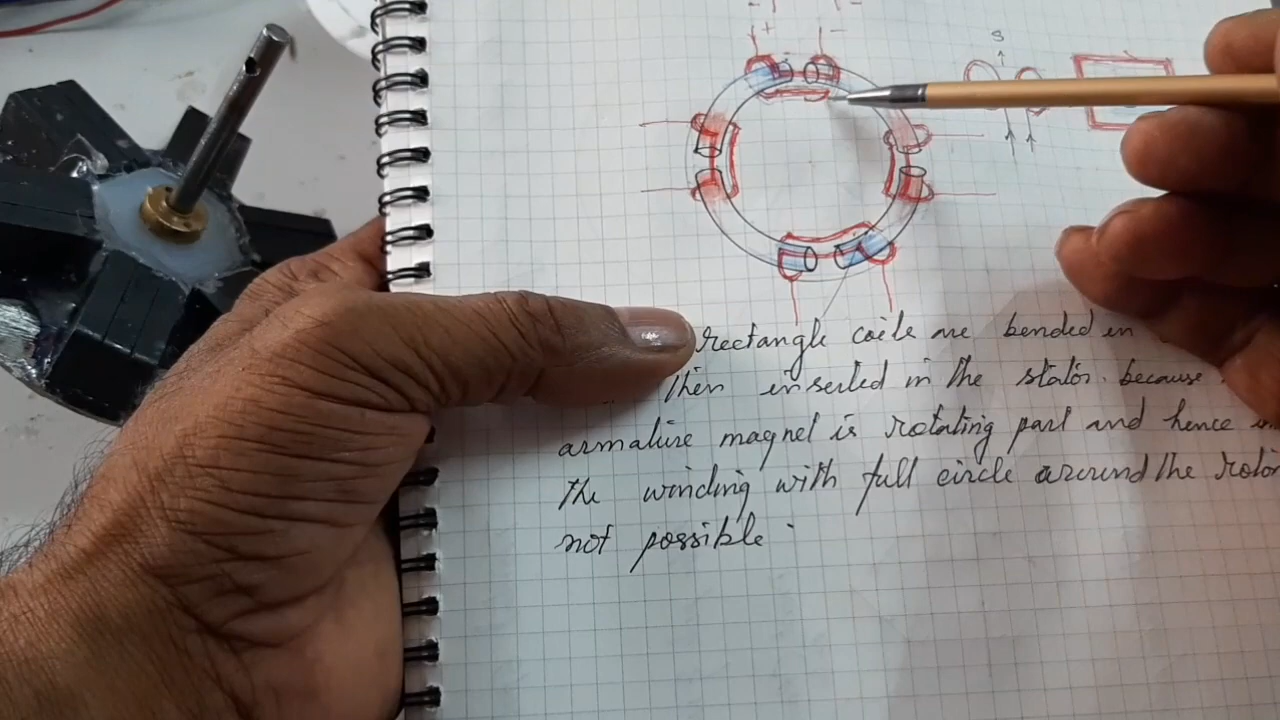 + -
S
rectangle coils are bended in
then inserted in the stator. because
armature magnet is rotating part and hence
the winding with full circle around the rotor
not possible